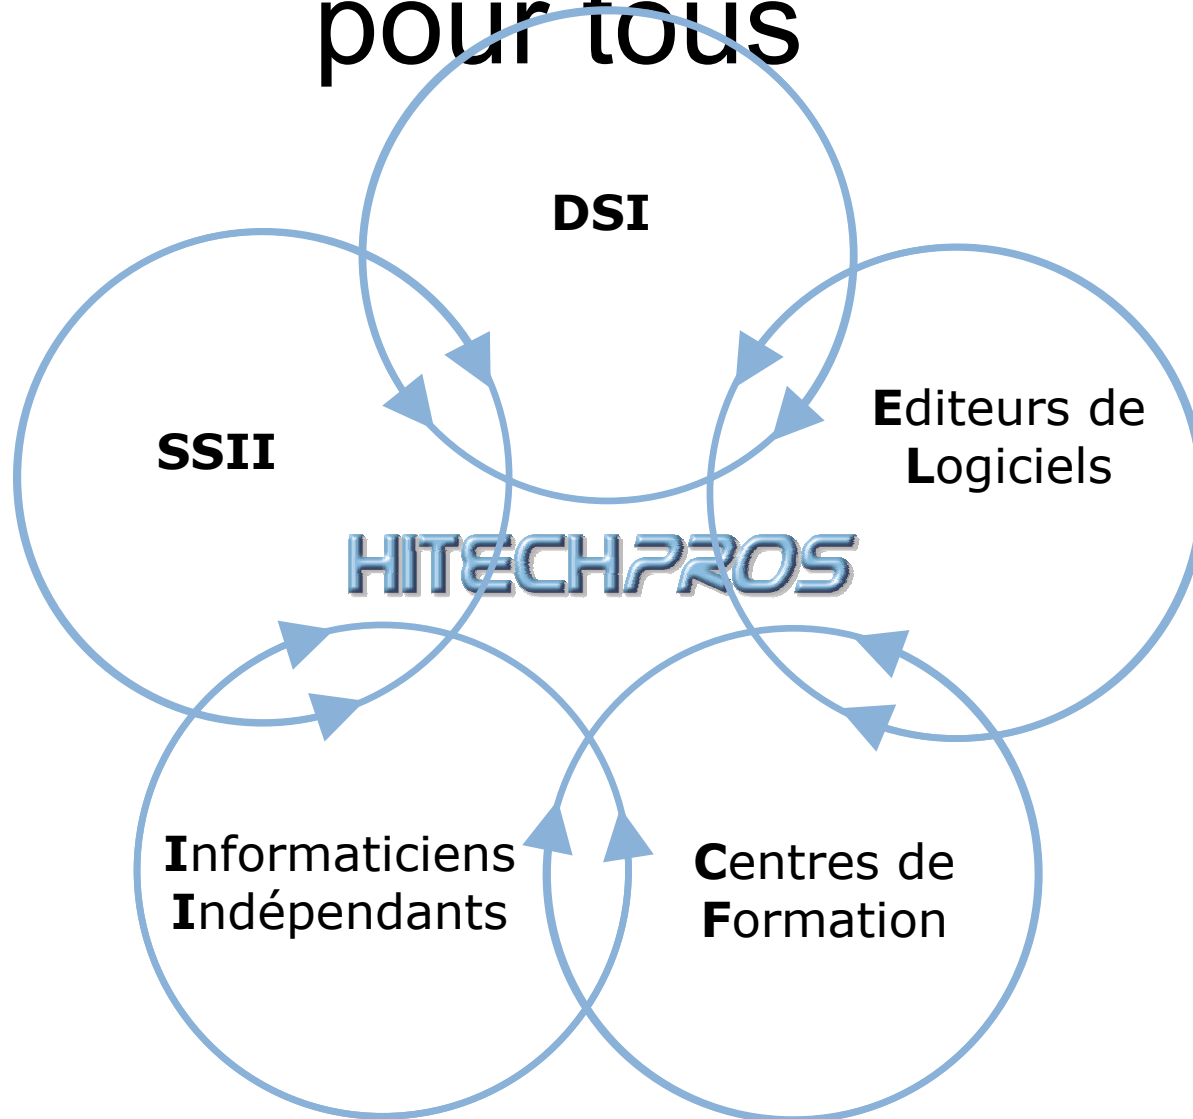 pour tous
DSI
SSII
Editeurs de
Logiciels
HITECHPROS
Informaticiens
Indépendants
Centres de
Formation